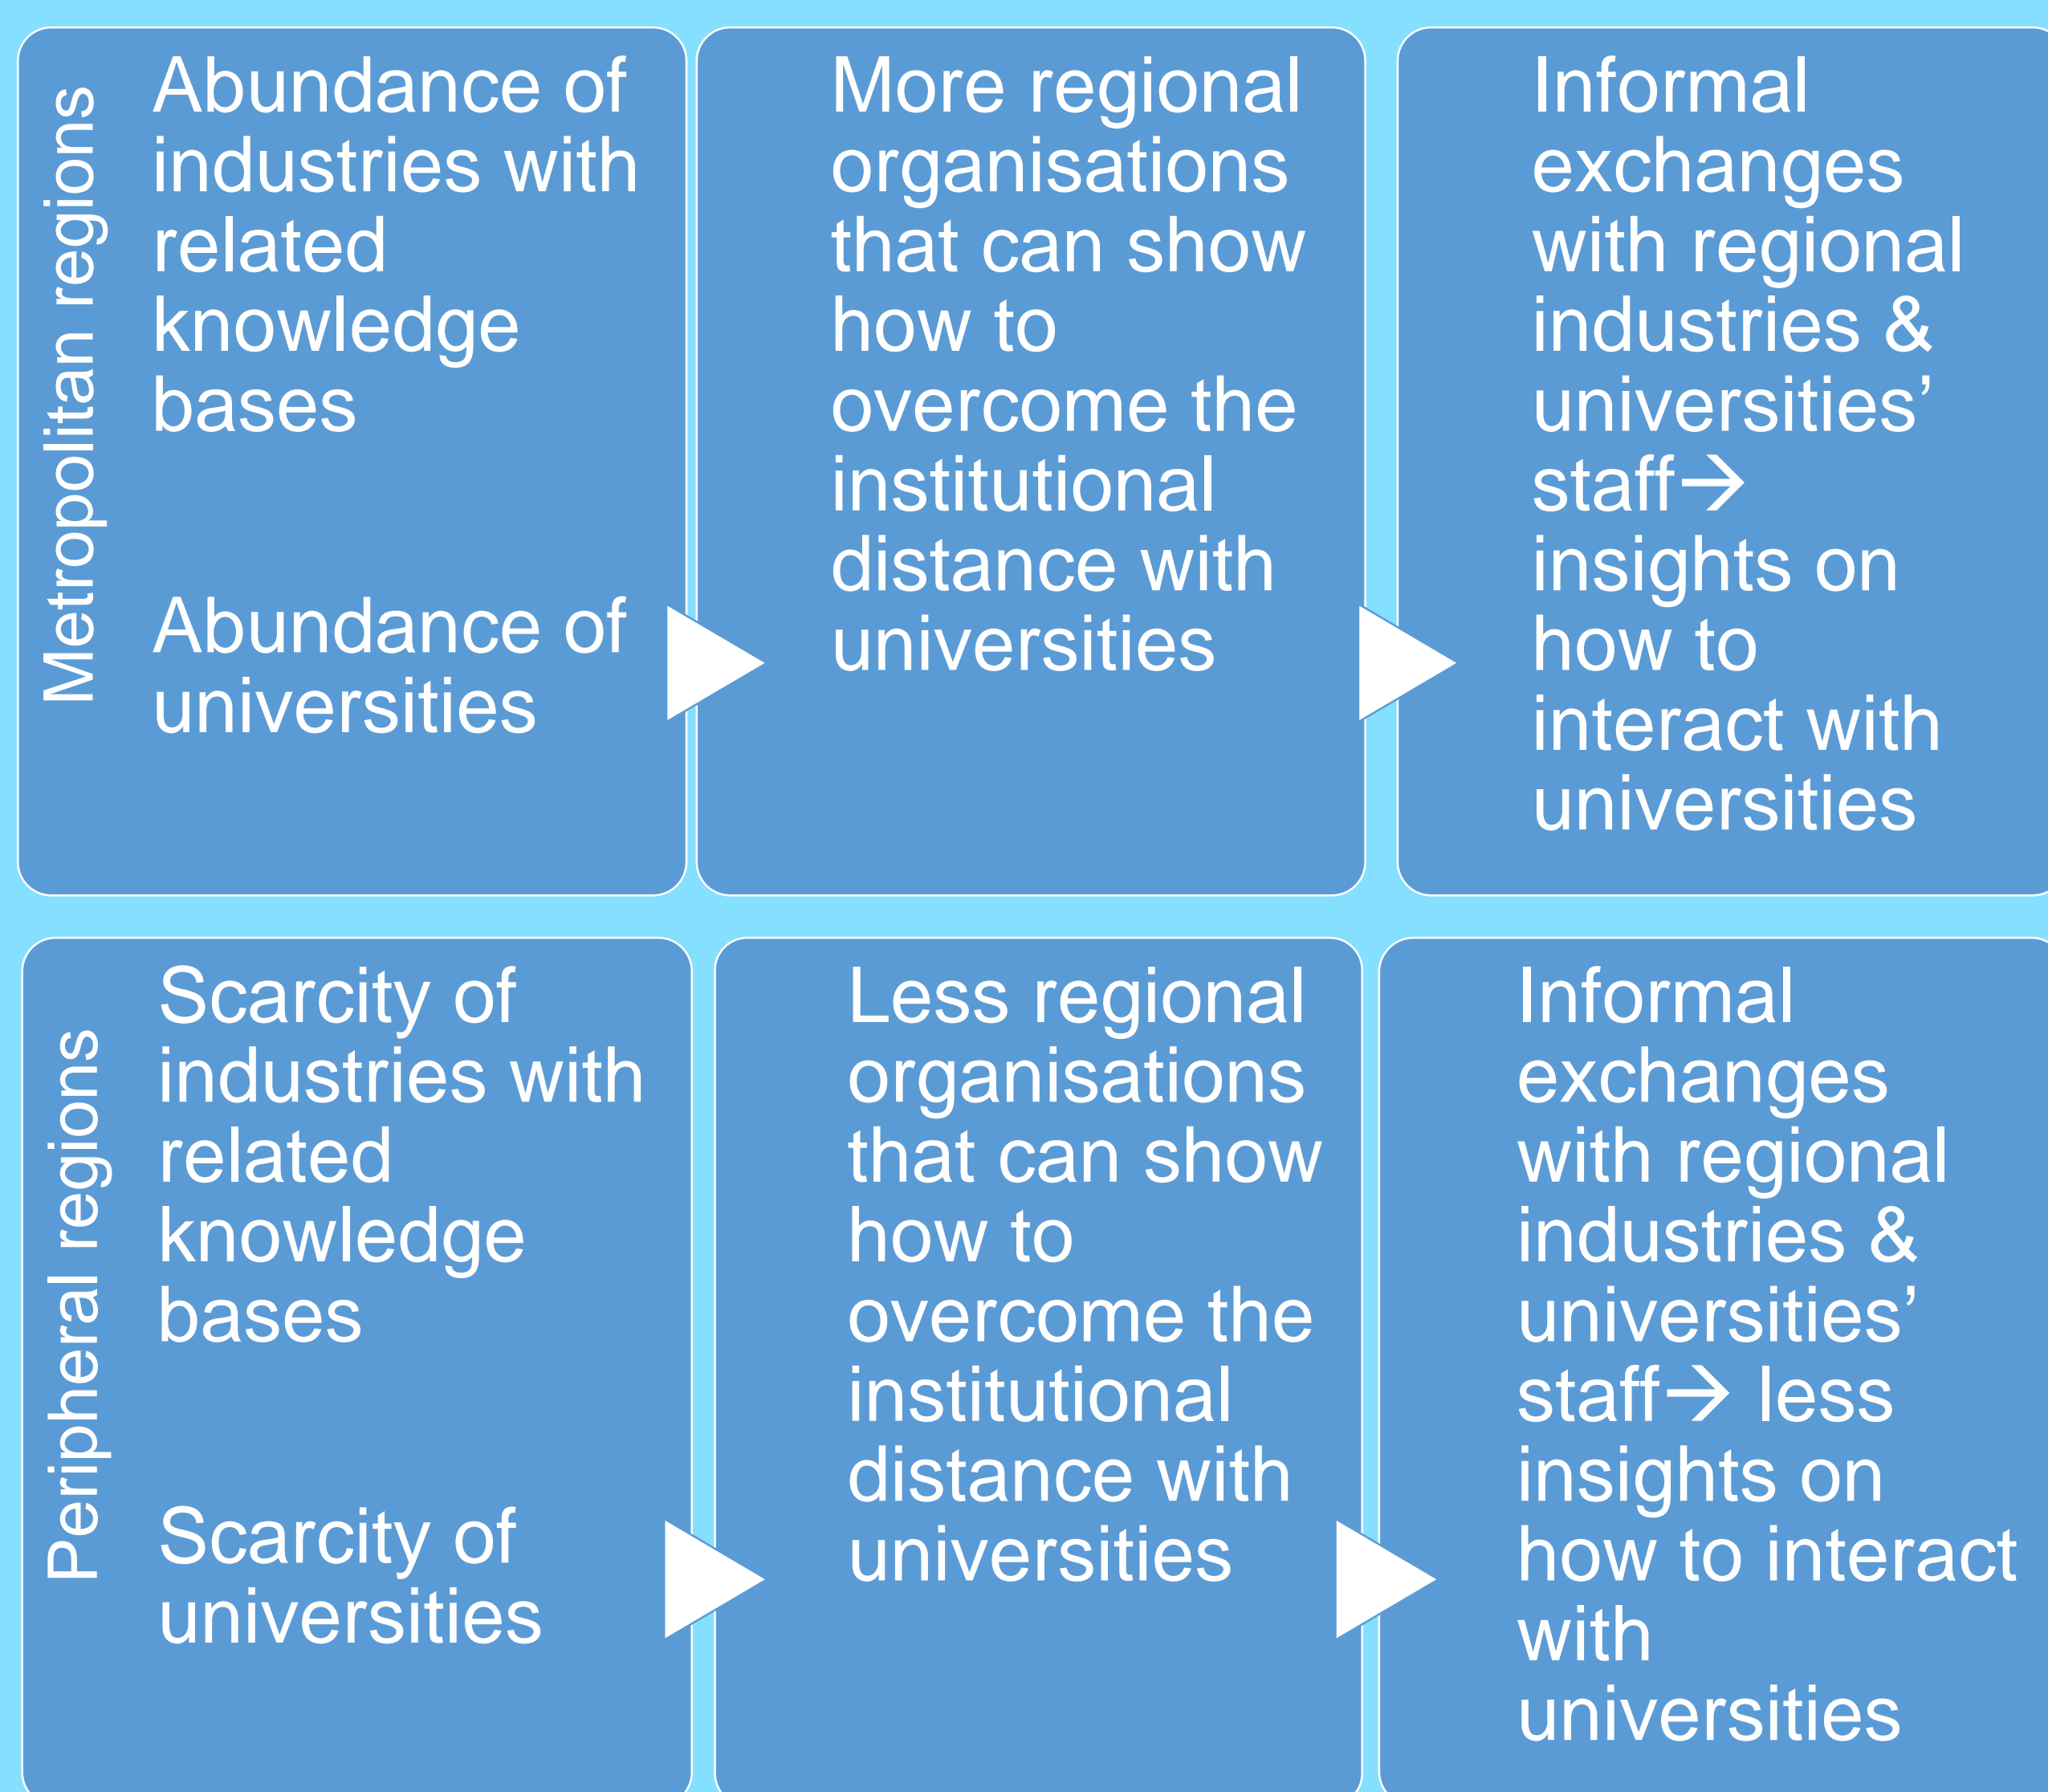 Metropolitan regions
Abundance of
industries with
related
knowledge
bases
Abundance of
universities
More regional
organisations
that can show
how to
overcome the
institutional
distance with
universities
Informal
exchanges
with regional
industries &
universities’
staff→
insights on
how to
interact with
universities
Peripheral regions
Scarcity of
industries with
related
knowledge
bases
Scarcity of
universities
Less regional
organisations
that can show
how to
overcome the
institutional
distance with
universities
Informal
exchanges
with regional
industries &
universities’
staff→ less
insights on
how to interact
with
universities